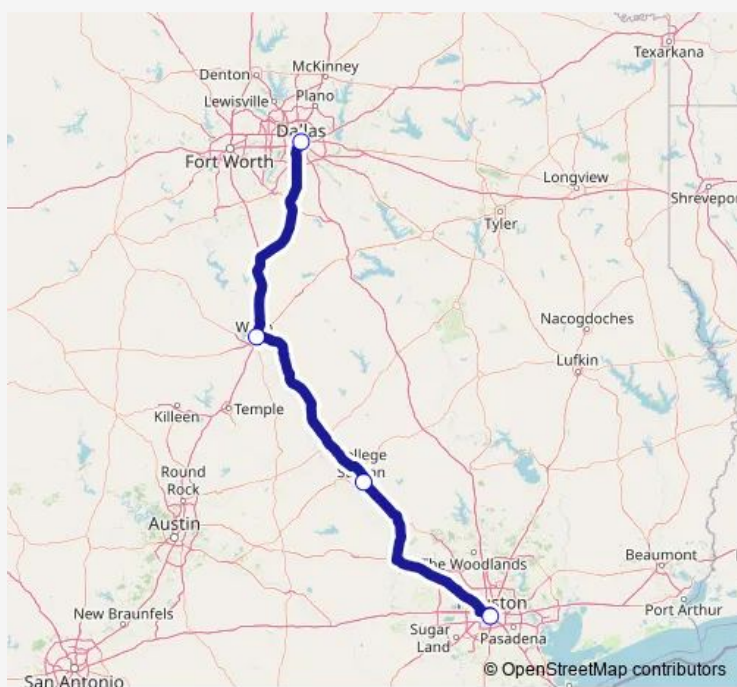 Texarkana
McKinney
Denton
Lewisville
Plano
Dallas
Fort Worth
Longview
Shrevepor
Tyler
Nacogdoches
Lufkin
Killeen
Temple
Round
Rock
Austin
The Woodlands
Beaumont
New Braunfels
Port Arthur
Sugar
Land
Pasadena
San Antonio
© OpenStreetMap contributors